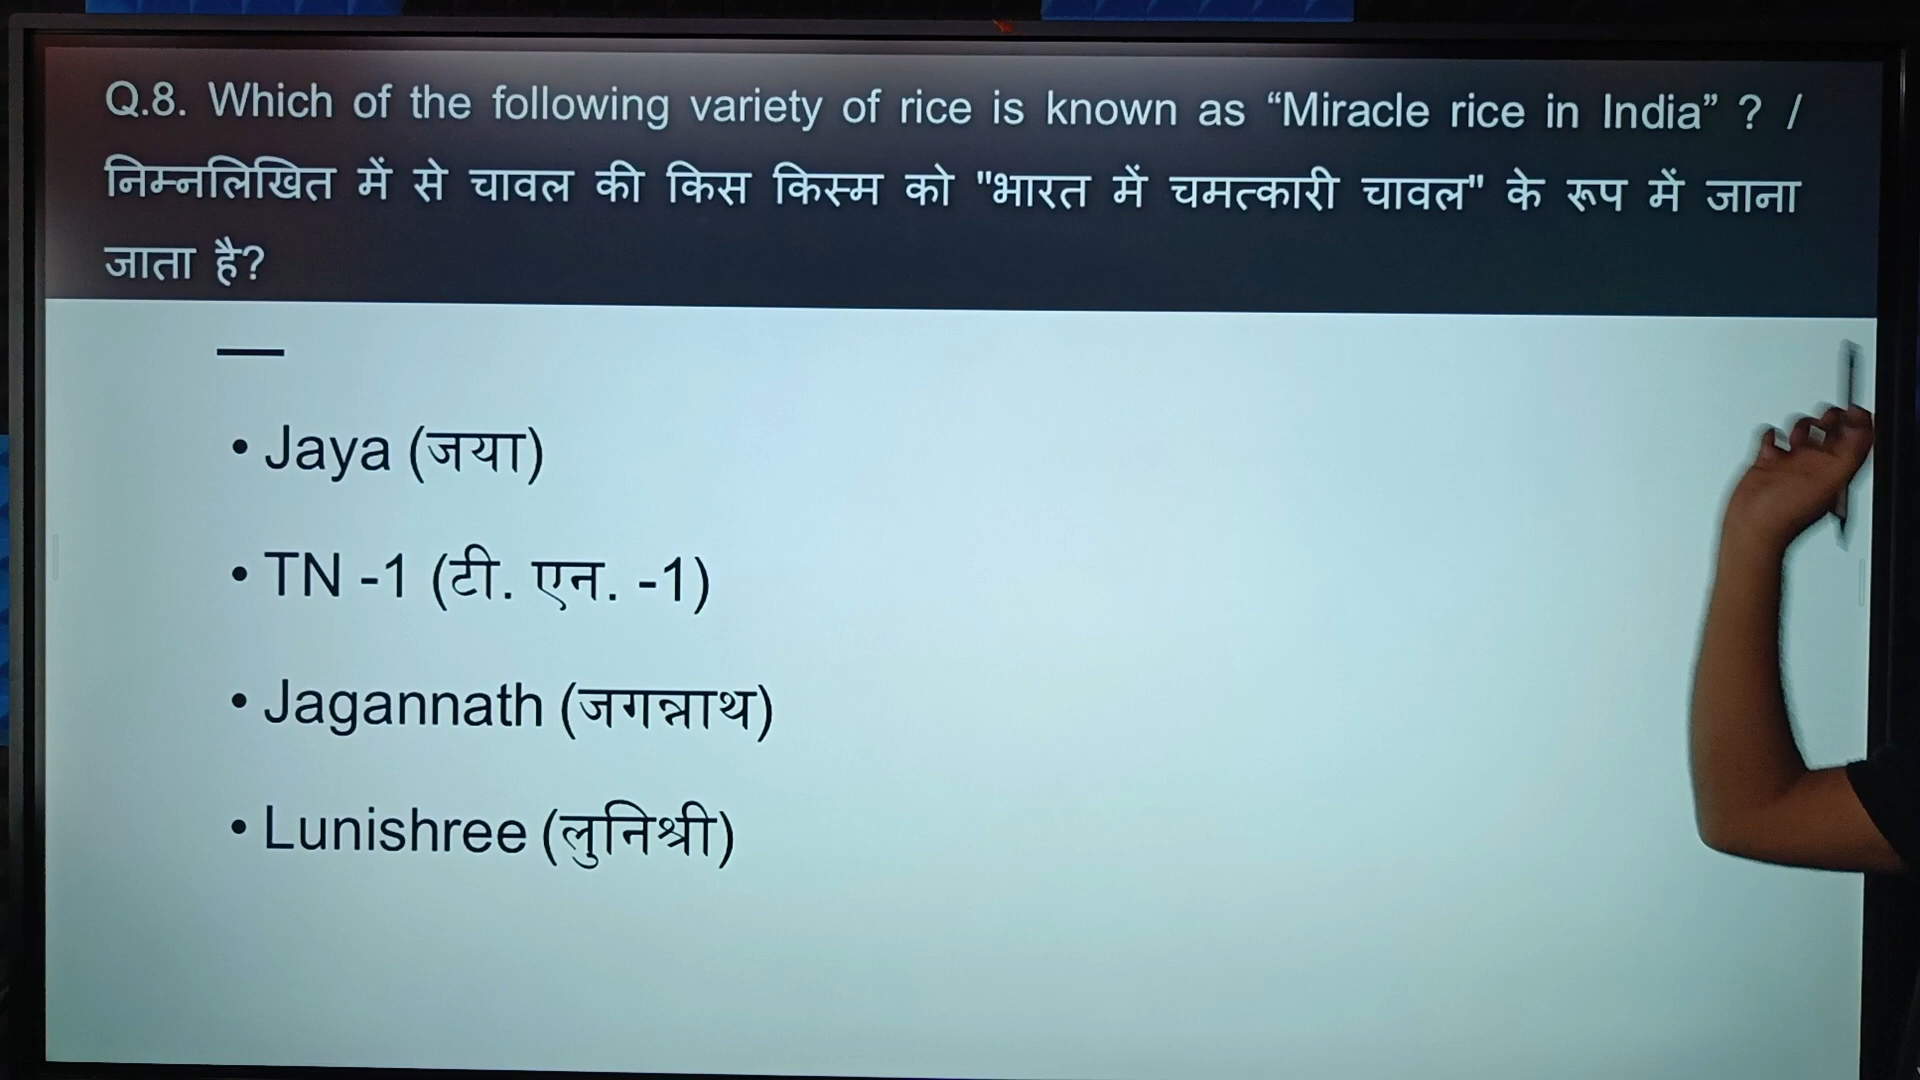 Q.8. Which of the following variety of rice is known as “Miracle rice in India” ? /
निम्नलिखित में से चावल की किस किस्म को "भारत में चमत्कारी चावल" के रूप में जाना
जाता है?
• Jaya (जया)
• TN -1 (टी. एन. -1)
• Jagannath (जगन्नाथ)
• Lunishree (लुनिश्री)